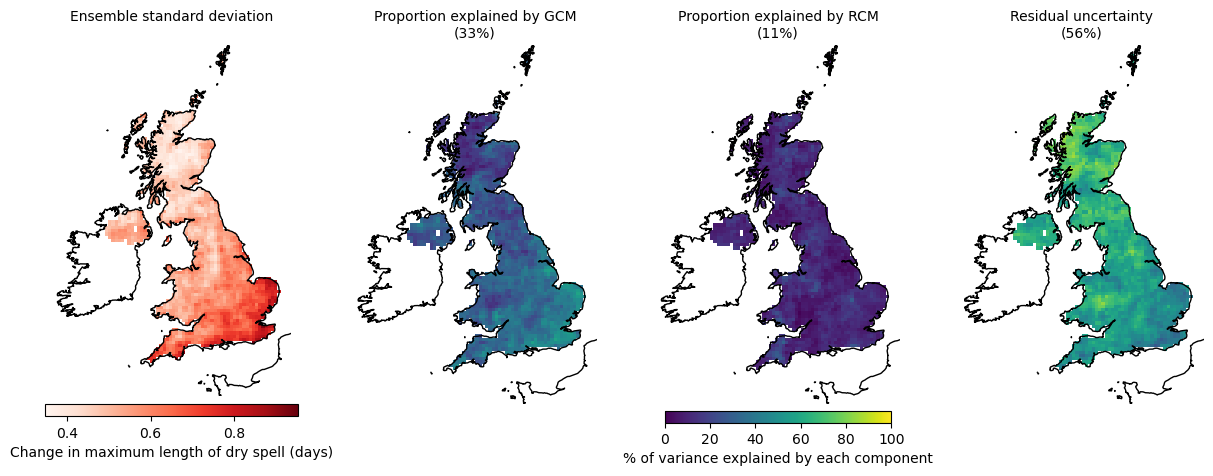 Ensemble standard deviation
Proportion explained by GCM
(33%)
Proportion explained by RCM
(11%)
Residual uncertainty
(56%)
0.4 0.6 0.8
Change in maximum length of dry spell (days)
0 20 40 60 80 100
% of variance explained by each component